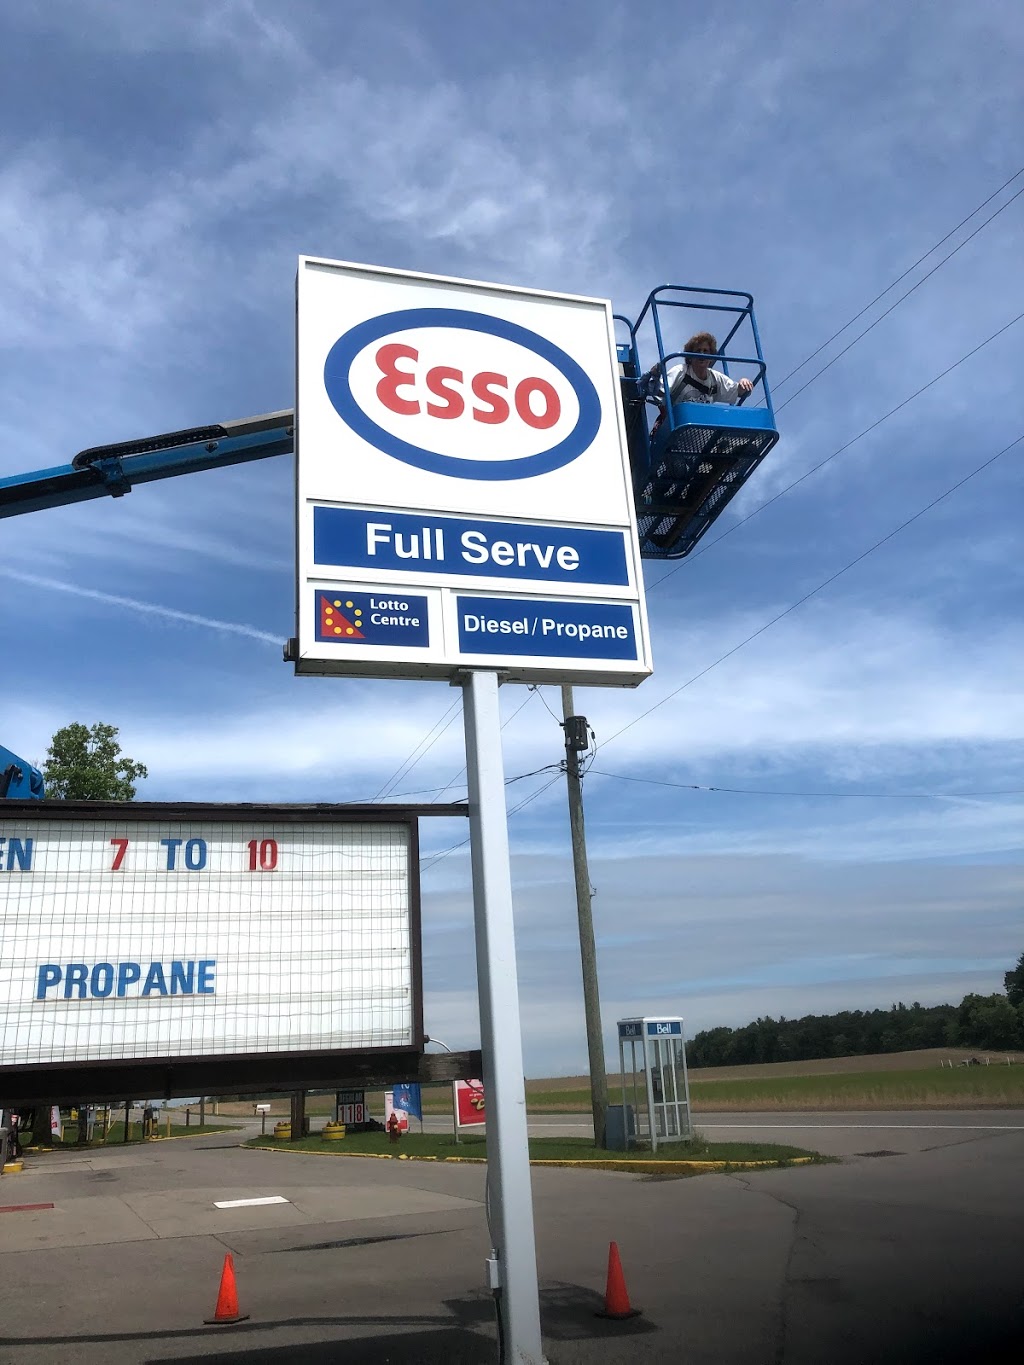 Esso
Full Serve
Lotto
Centre
Diesel/Propane
EN 7 TO 10
PROPANE
Bell Bell
118